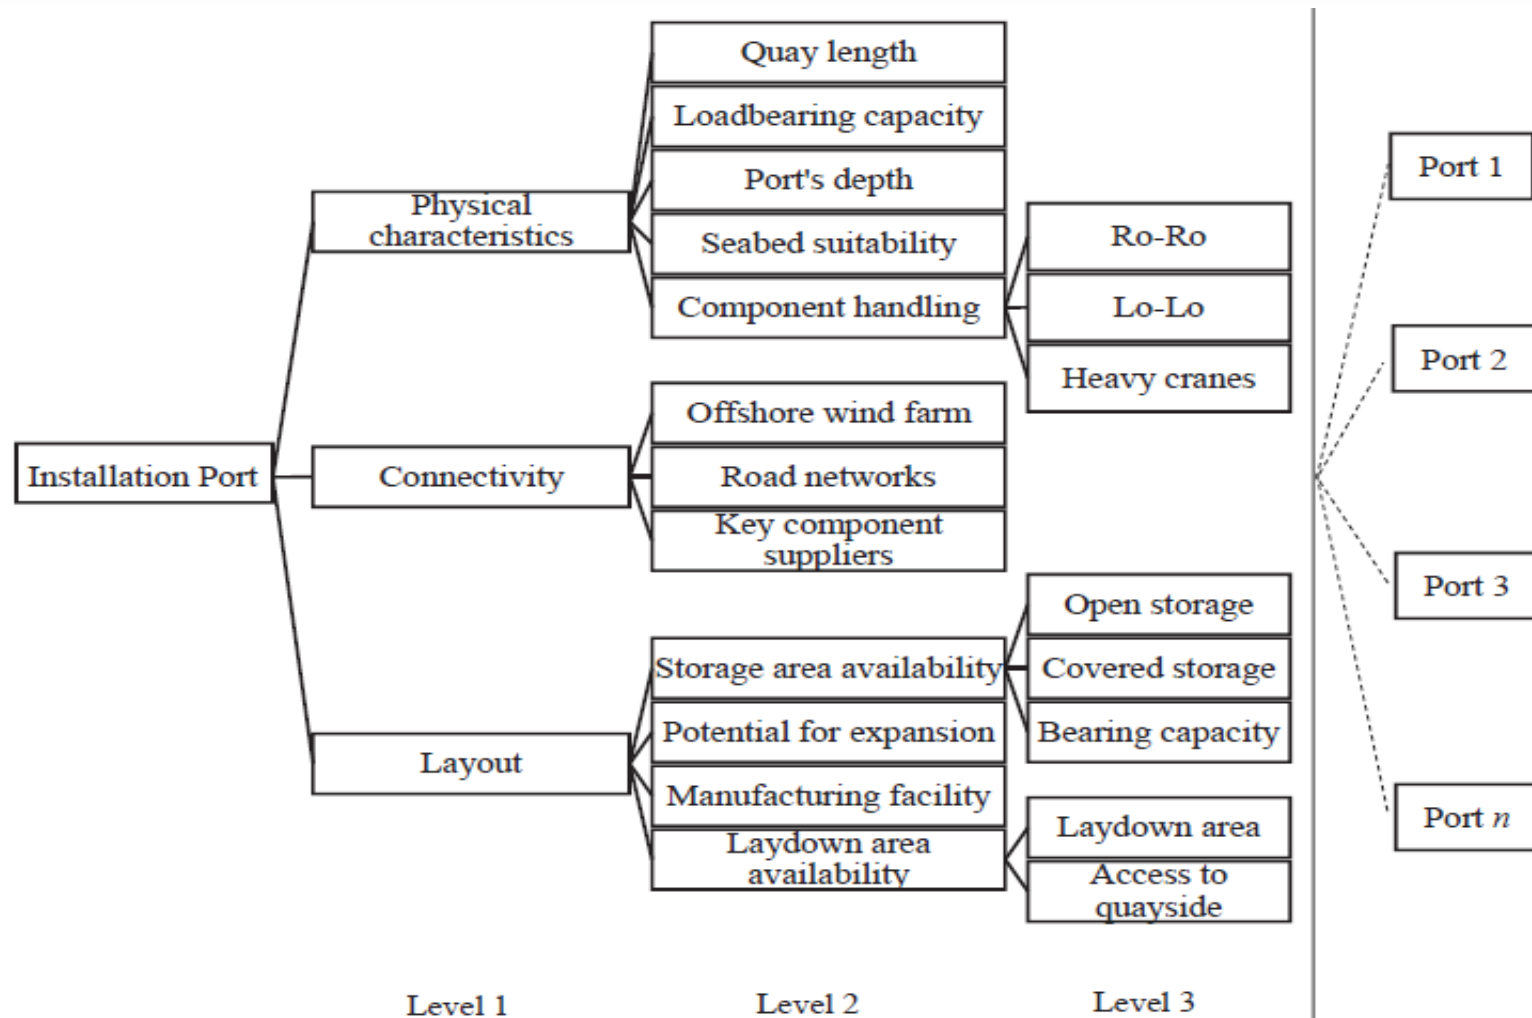 Quay length
Loadbearing capacity
Port's depth
Seabed suitability
Component handling
Physical
characteristics
Ro-Ro
Lo-Lo
Heavy cranes
Installation Port
Connectivity
Offshore wind farm
Road networks
Key component
suppliers
Layout
Storage area availability
Potential for expansion
Manufacturing facility
Laydown area
availability
Open storage
Covered storage
Bearing capacity
Laydown area
Access to
quayside
Port 1
Port 2
Port 3
Port n
Level 1
Level 2
Level 3